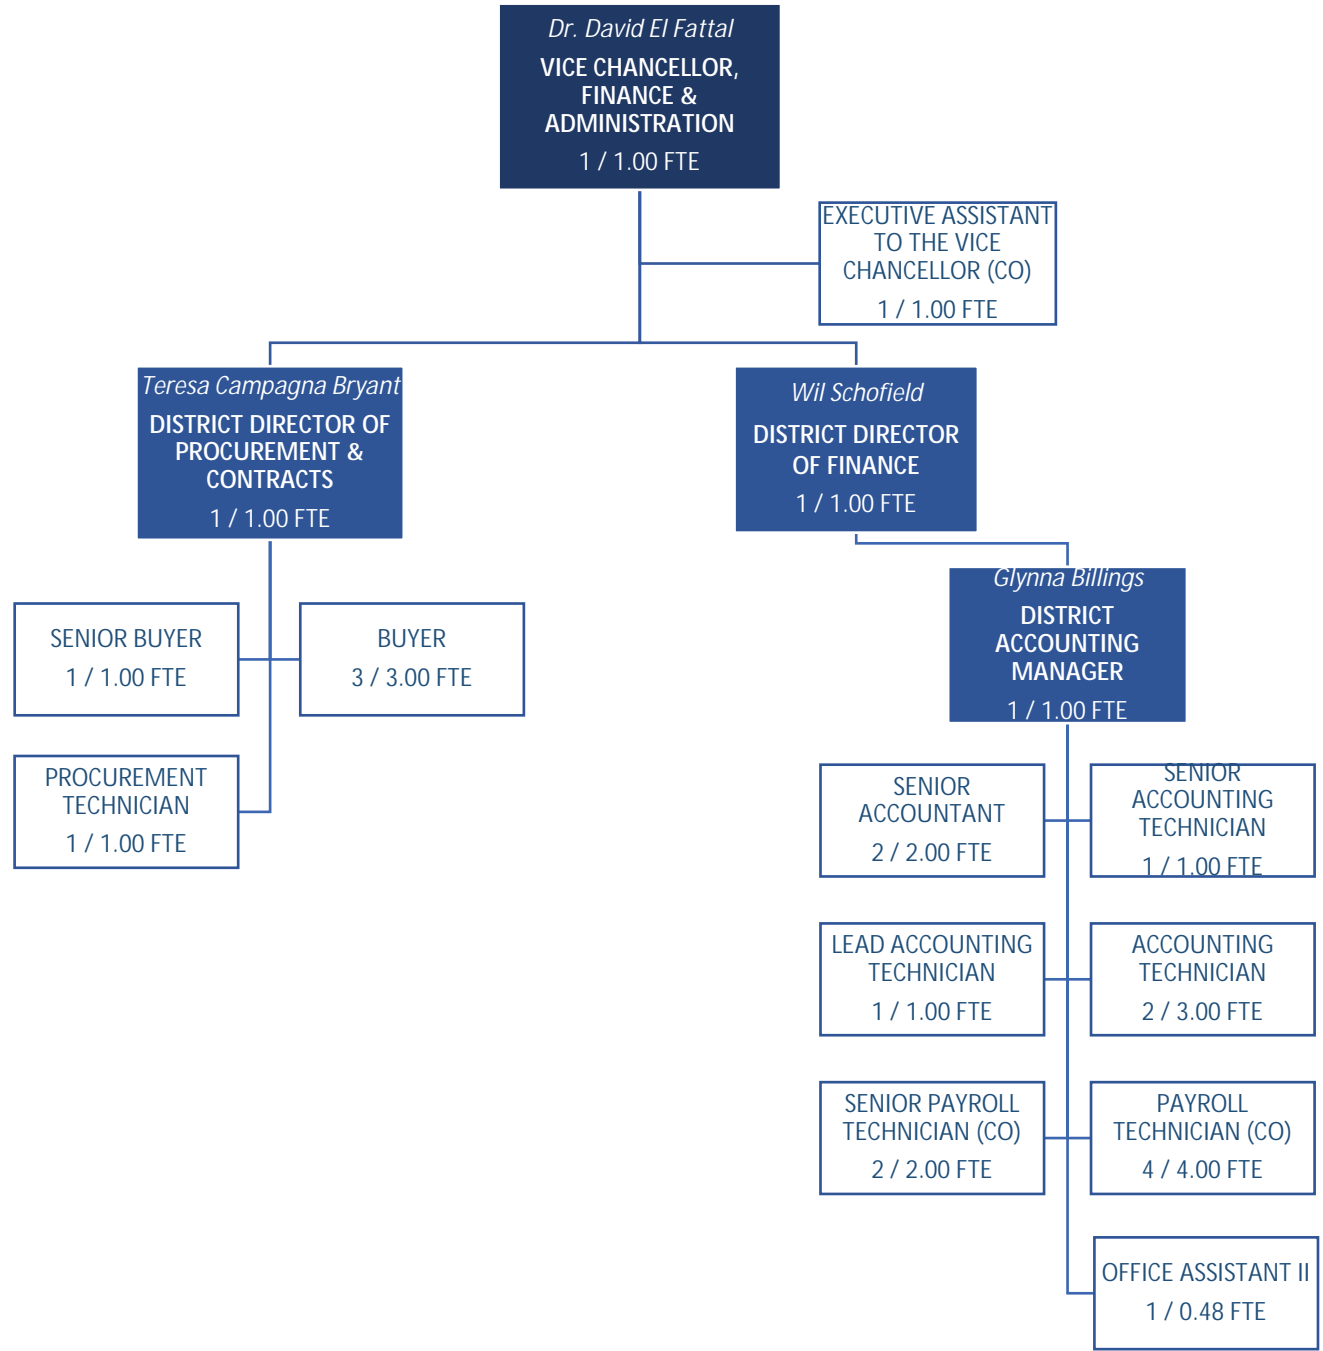 Dr. David El Fattal
VICE CHANCELLOR,
FINANCE &
ADMINISTRATION
1 / 1.00 FTE
EXECUTIVE ASSISTANT
TO THE VICE
CHANCELLOR (CO)
1 / 1.00 FTE
Teresa Campagna Bryant
DISTRICT DIRECTOR OF
PROCUREMENT &
CONTRACTS
1 / 1.00 FTE
Wil Schofield
DISTRICT DIRECTOR
OF FINANCE
1 / 1.00 FTE
Glynna Billings
DISTRICT
ACCOUNTING
MANAGER
1 / 1.00 FTE
SENIOR BUYER
1 / 1.00 FTE
BUYER
3 / 3.00 FTE
PROCUREMENT
TECHNICIAN
1 / 1.00 FTE
SENIOR
ACCOUNTANT
2 / 2.00 FTE
SENIOR
ACCOUNTING
TECHNICIAN
1 / 1.00 FTE
LEAD ACCOUNTING
TECHNICIAN
1 / 1.00 FTE
ACCOUNTING
TECHNICIAN
2 / 3.00 FTE
SENIOR PAYROLL
TECHNICIAN (CO)
2 / 2.00 FTE
PAYROLL
TECHNICIAN (CO)
4 / 4.00 FTE
OFFICE ASSISTANT II
1 / 0.48 FTE